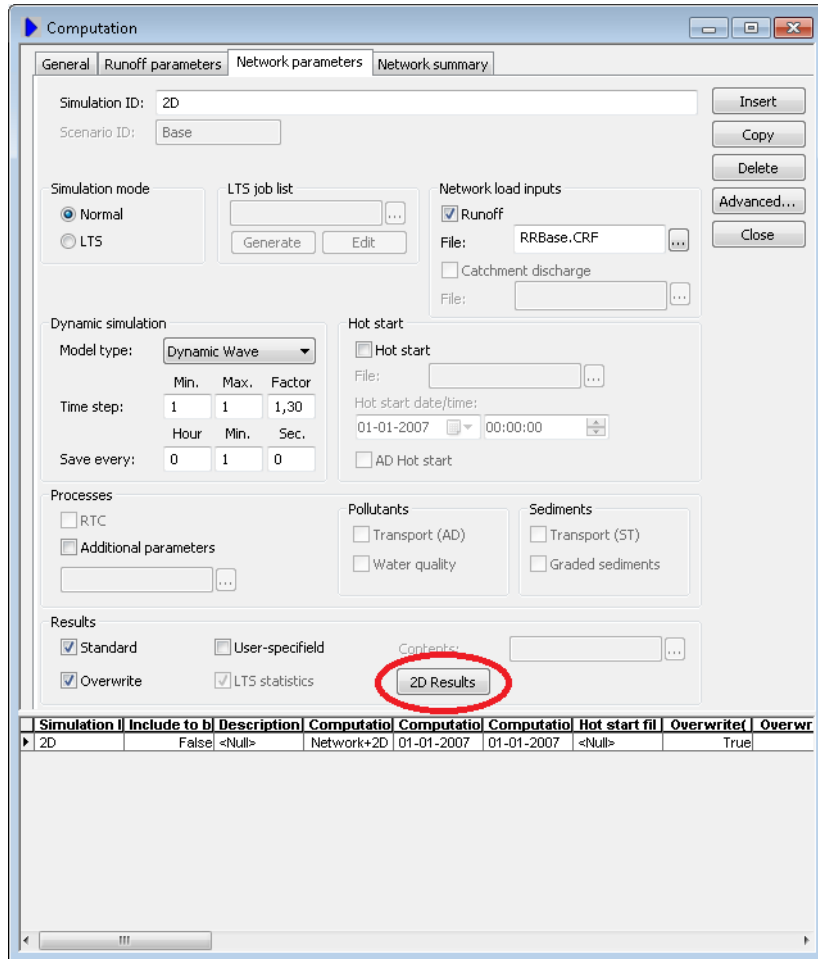 Computation
General Runoff parameters Network parameters Network summary
Simulation ID: 2D
Scenario ID: Base
Insert
Copy
Delete
Advanced...
Close
Simulation mode
Normal
LTS
LTS job list
...
Generate Edit
Network load inputs
Runoff
File: RRBase.CRF ...
Catchment discharge
File: ...
Dynamic simulation
Model type: Dynamic Wave
Min. Max. Factor
Time step: 1 1 1,30
Hour Min. Sec.
Save every: 0 1 0
Hot start
Hot start
File: ...
Hot start date/time:
01-01-2007 00:00:00
AD Hot start
Processes
RTC
Additional parameters
...
Pollutants
Transport (AD)
Water quality
Sediments
Transport (ST)
Graded sediments
Results
Standard User-specifield Contents: ...
Overwrite LTS statistics 2D Results
Simulation I Include to b Description Computatio Computatio Computatio Hot start fil Overwrite( Overwr
2D False <Null> Network+2D 01-01-2007 01-01-2007 <Null> True